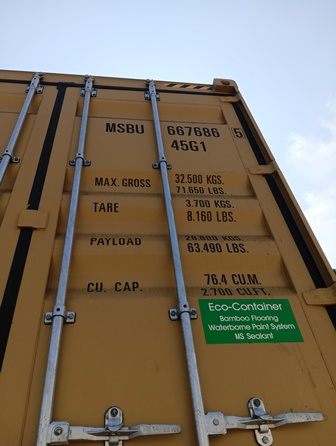 MSBU 667686 5
45G1
MAX. GROSS 32.500 KGS.
71.650 LBS.
TARE 3.700 KGS.
8.160 LBS.
PAYLOAD 28.800 KGS.
63.490 LBS.
CU. CAP. 76.4 CU.M.
2.700 CU.FT.
Eco-Container
Bamboo Flooring
Waterborne Paint System
MS Sealant